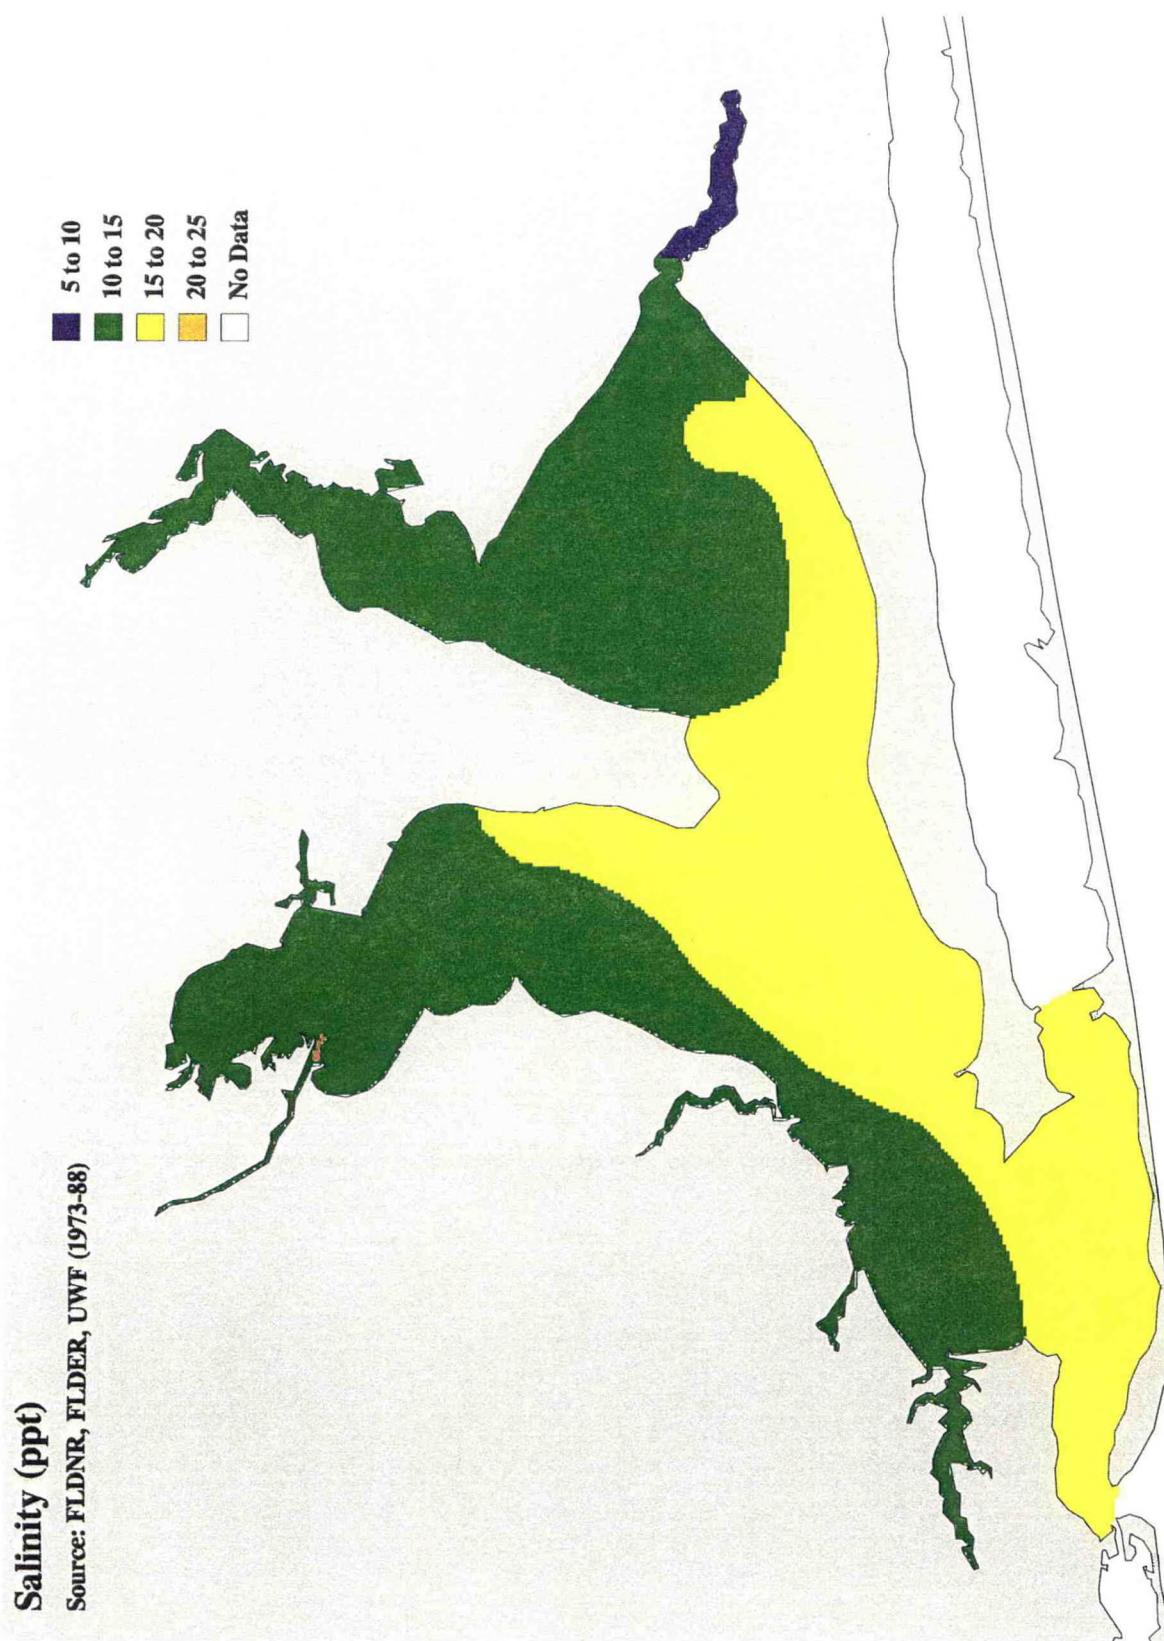 Salinity (ppt)
Source: FLDNR, FLDER, UWF (1973-88)
5 to 10
10 to 15
15 to 20
20 to 25
No Data